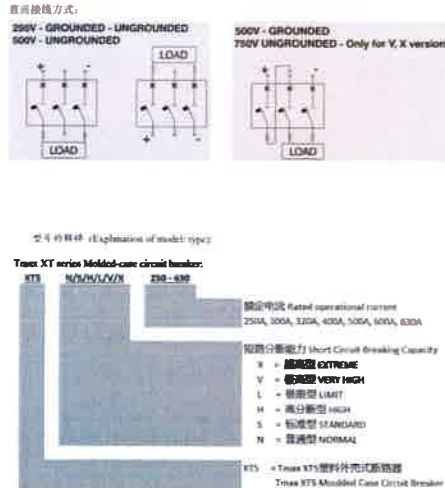 直流接线方式:
250V - GROUNDED - UNGROUNDED
500V - UNGROUNDED
LOAD
+ -
+ -
LOAD
500V - GROUNDED
750V UNGROUNDED - Only for V, X version
+ -
LOAD
型号的解释 (Explanation of model type):
Tmax XT series Molded-case circuit breaker:
XT5 N/S/H/L/V/X 250 - 630
额定电流 Rated operational current
250A, 300A, 320A, 400A, 500A, 600A, 630A
短路分断能力 Short Circuit Breaking Capacity
X = 超高型 EXTREME
V = 极高型 VERY HIGH
L = 极限型 LIMIT
H = 高分断型 HIGH
S = 标准型 STANDARD
N = 普通型 NORMAL
XT5 = Tmax XT5塑料外壳式断路器
Tmax XT5 Moulded Case Circuit Breaker